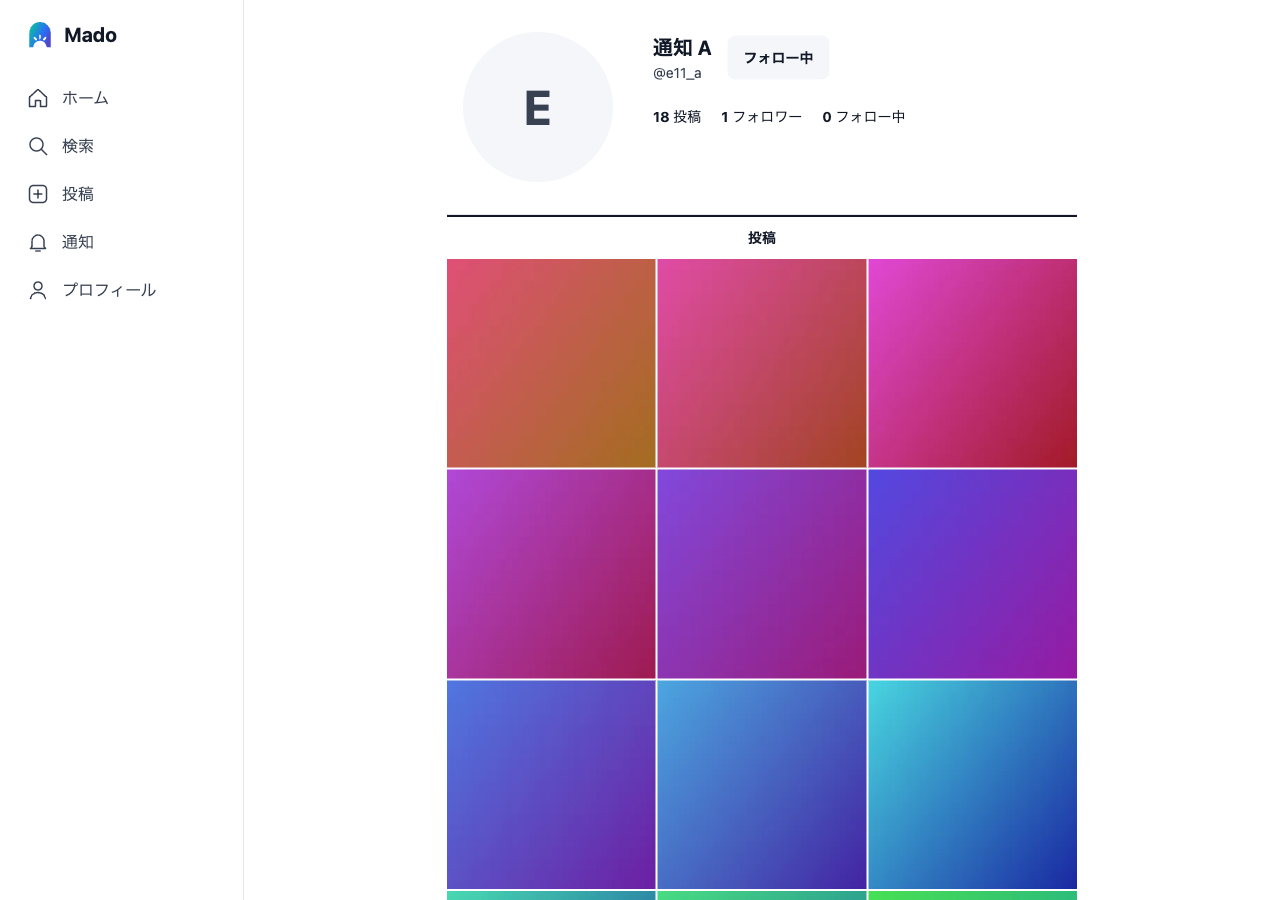 Mado
ホーム
検索
投稿
通知
プロフィール
E
通知 A
フォロー中
@e11_a
18 投稿 1 フォロワー 0 フォロー中
投稿